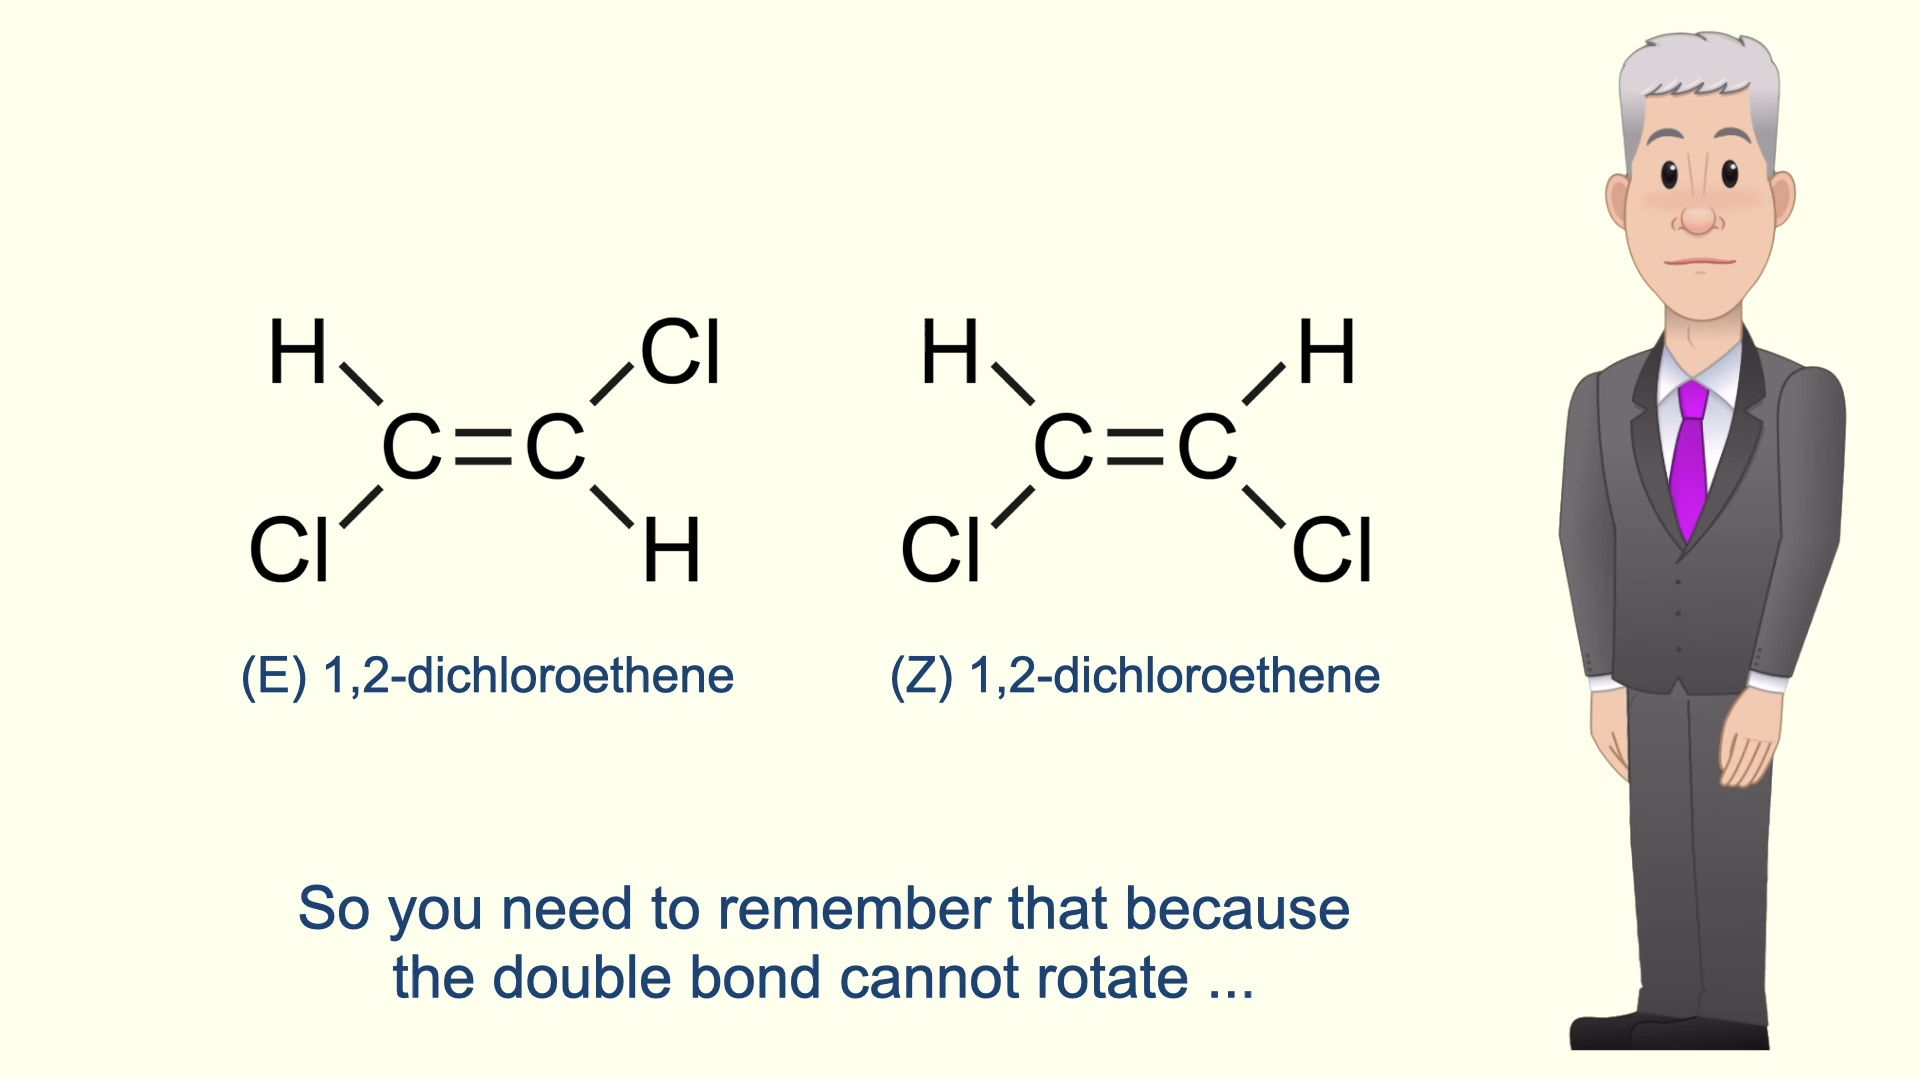 H Cl H H
C=C C=C
Cl H Cl Cl
(E) 1,2-dichloroethene (Z) 1,2-dichloroethene
So you need to remember that because
the double bond cannot rotate ...